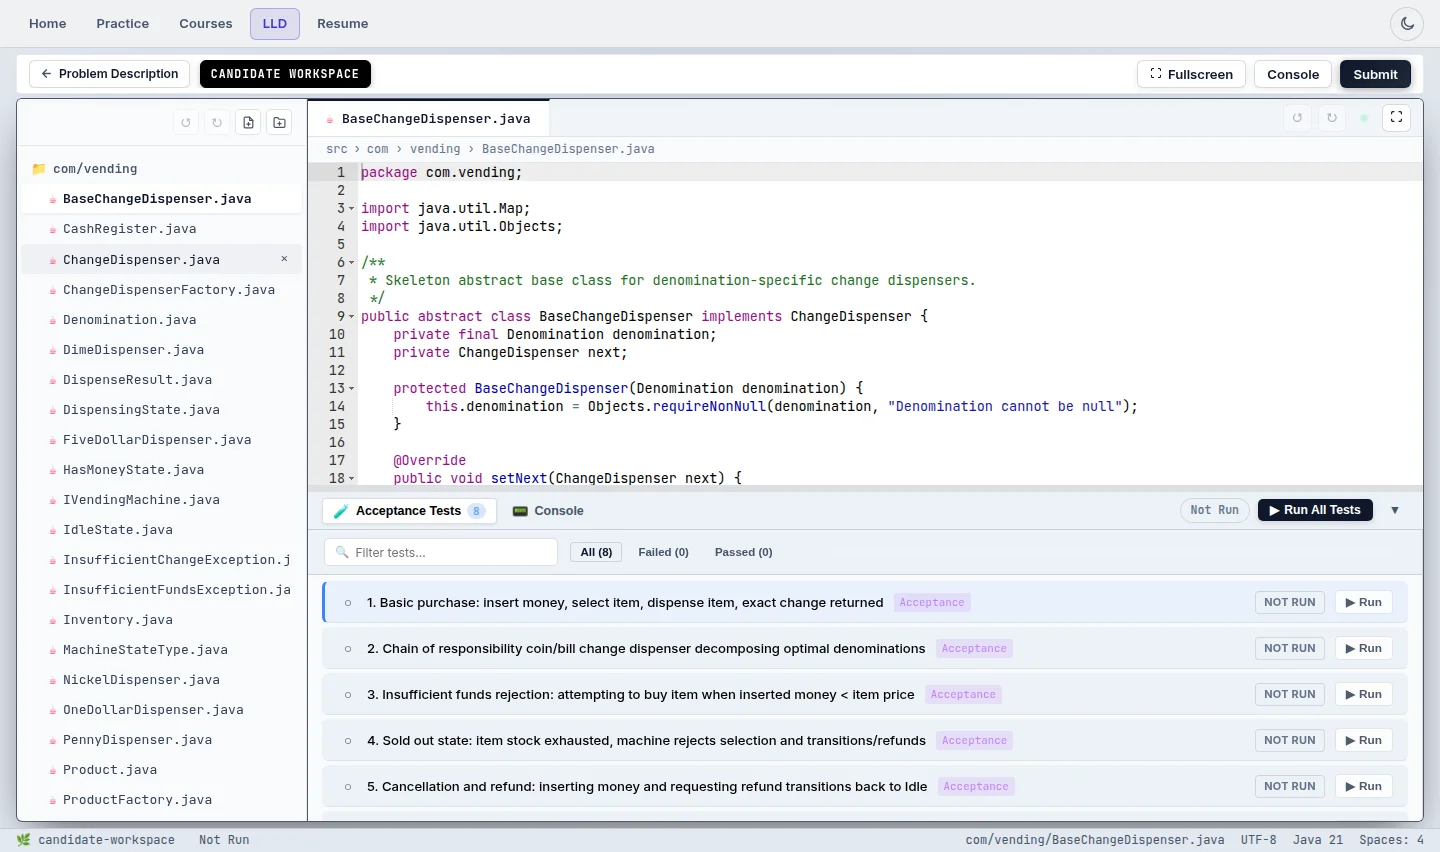 Home Practice Courses LLD Resume
← Problem Description CANDIDATE WORKSPACE Fullscreen Console Submit
com/vending
BaseChangeDispenser.java
CashRegister.java
ChangeDispenser.java ×
ChangeDispenserFactory.java
Denomination.java
DimeDispenser.java
DispenseResult.java
DispensingState.java
FiveDollarDispenser.java
HasMoneyState.java
IVendingMachine.java
IdleState.java
InsufficientChangeException.j
InsufficientFundsException.ja
Inventory.java
MachineStateType.java
NickelDispenser.java
OneDollarDispenser.java
PennyDispenser.java
Product.java
ProductFactory.java
BaseChangeDispenser.java
src › com › vending › BaseChangeDispenser.java
1 package com.vending;
2
3 import java.util.Map;
4 import java.util.Objects;
5
6 /**
7  * Skeleton abstract base class for denomination-specific change dispensers.
8  */
9 public abstract class BaseChangeDispenser implements ChangeDispenser {
10     private final Denomination denomination;
11     private ChangeDispenser next;
12
13     protected BaseChangeDispenser(Denomination denomination) {
14         this.denomination = Objects.requireNonNull(denomination, "Denomination cannot be null");
15     }
16
17     @Override
18     public void setNext(ChangeDispenser next) {
Acceptance Tests 8 Console Not Run ▶ Run All Tests ▼
Filter tests... All (8) Failed (0) Passed (0)
1. Basic purchase: insert money, select item, dispense item, exact change returned Acceptance NOT RUN ▶ Run
2. Chain of responsibility coin/bill change dispenser decomposing optimal denominations Acceptance NOT RUN ▶ Run
3. Insufficient funds rejection: attempting to buy item when inserted money < item price Acceptance NOT RUN ▶ Run
4. Sold out state: item stock exhausted, machine rejects selection and transitions/refunds Acceptance NOT RUN ▶ Run
5. Cancellation and refund: inserting money and requesting refund transitions back to Idle Acceptance NOT RUN ▶ Run
candidate-workspace Not Run com/vending/BaseChangeDispenser.java UTF-8 Java 21 Spaces: 4